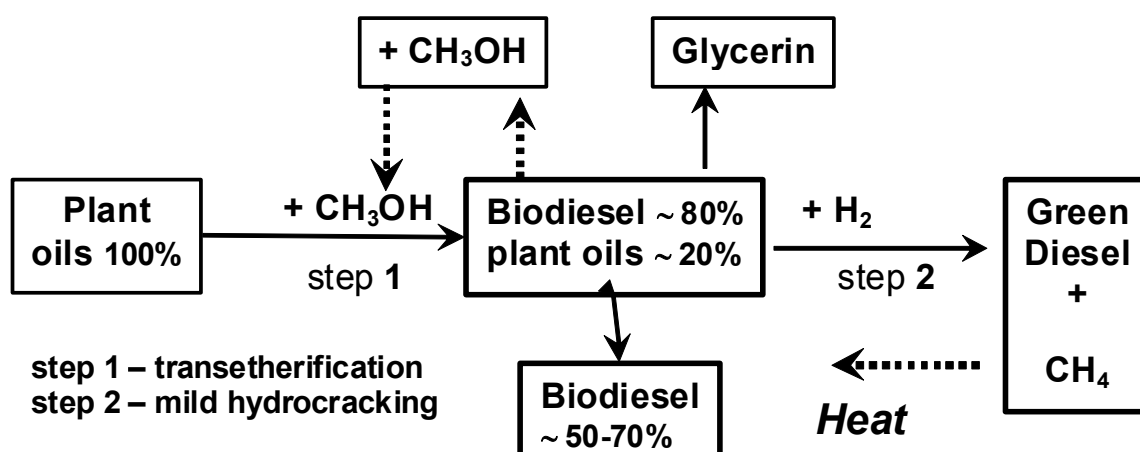 + CH₃OH
Glycerin
Plant
oils 100%
+ CH₃OH
step 1
Biodiesel ~ 80%
plant oils ~ 20%
+ H₂
step 2
Green
Diesel
+
CH₄
step 1 – transetherification
step 2 – mild hydrocracking
Biodiesel
~ 50-70%
Heat